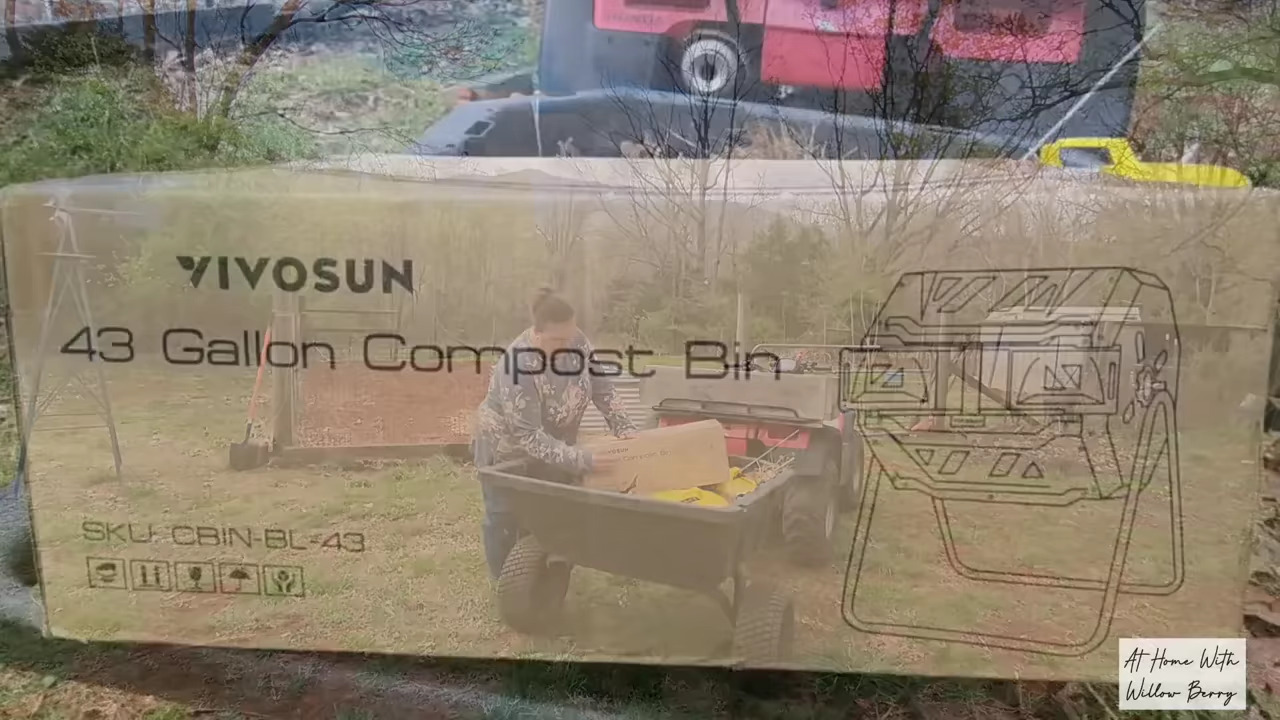 VIVOSUN
43 Gallon Compost Bin
SKU: CBIN-BL-43
At Home With
Willow Berry